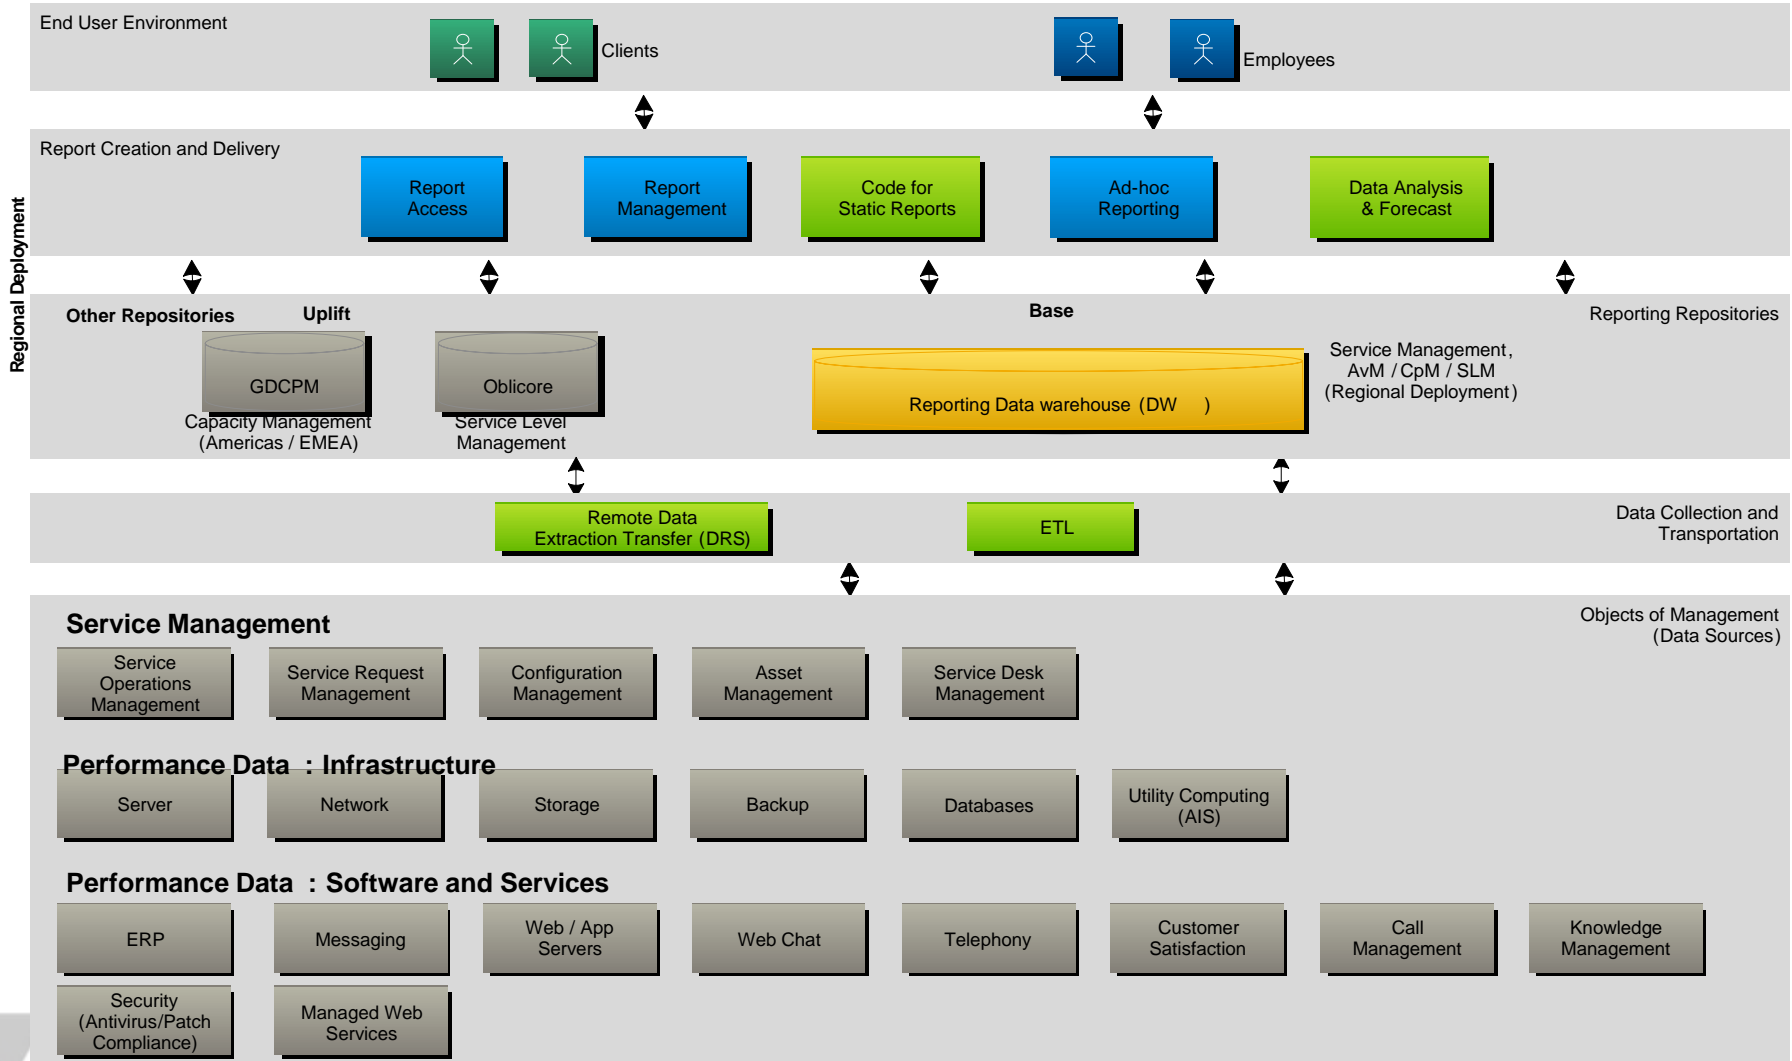 End User Environment
Clients
Employees
Regional Deployment
Report Creation and Delivery
Report
Access
Report
Management
Code for
Static Reports
Ad-hoc
Reporting
Data Analysis
& Forecast
Other Repositories
Uplift
Base
Reporting Repositories
GDCPM
Capacity Management
(Americas / EMEA)
Oblicore
Service Level
Management
Reporting Data warehouse (DW )
Service Management,
AvM / CpM / SLM
(Regional Deployment)
Remote Data
Extraction Transfer (DRS)
ETL
Data Collection and
Transportation
Objects of Management
(Data Sources)
Service Management
Service
Operations
Management
Service Request
Management
Configuration
Management
Asset
Management
Service Desk
Management
Performance Data : Infrastructure
Server
Network
Storage
Backup
Databases
Utility Computing
(AIS)
Performance Data : Software and Services
ERP
Messaging
Web / App
Servers
Web Chat
Telephony
Customer
Satisfaction
Call
Management
Knowledge
Management
Security
(Antivirus/Patch
Compliance)
Managed Web
Services